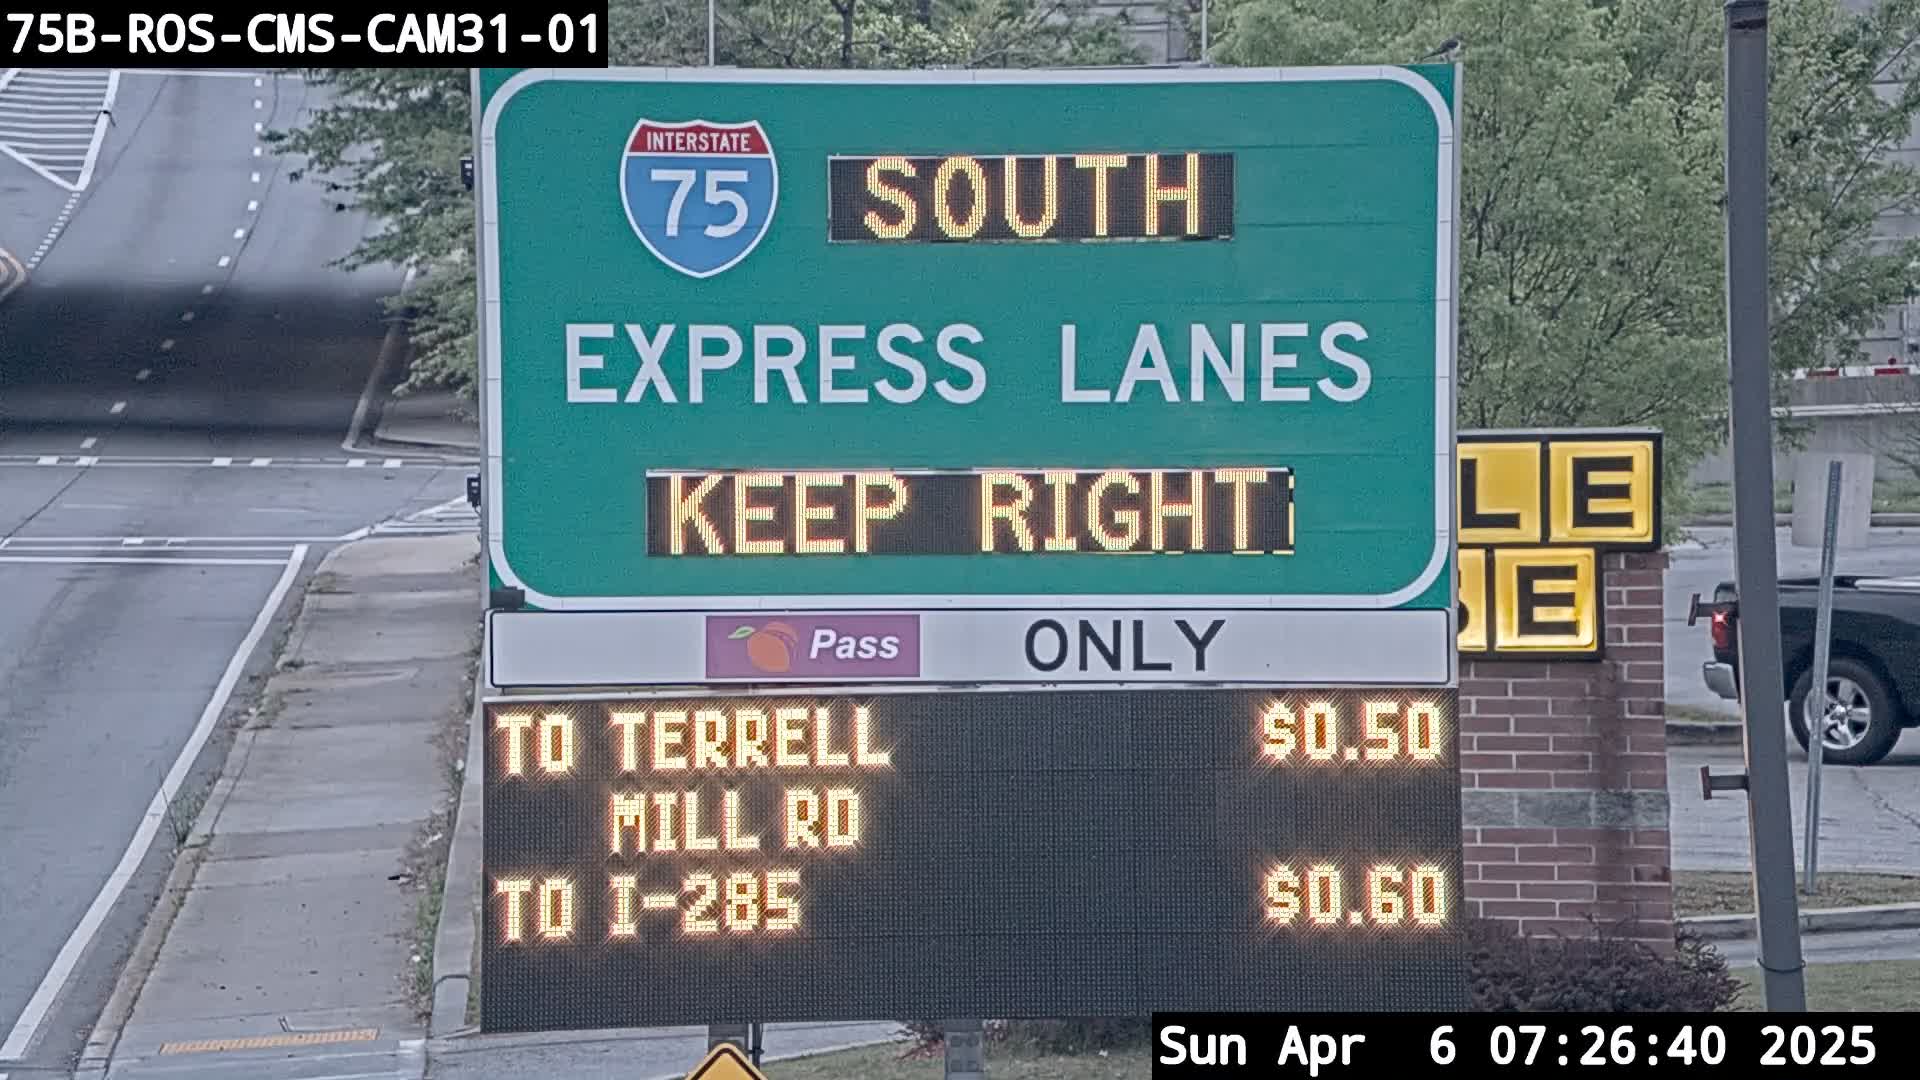 75B-ROS-CMS-CAM31-01
INTERSTATE
75
SOUTH
EXPRESS LANES
KEEP RIGHT
Pass ONLY
LE
E
TO TERRELL $0.50
MILL RD
TO I-285 $0.60
Sun Apr 6 07:26:40 2025